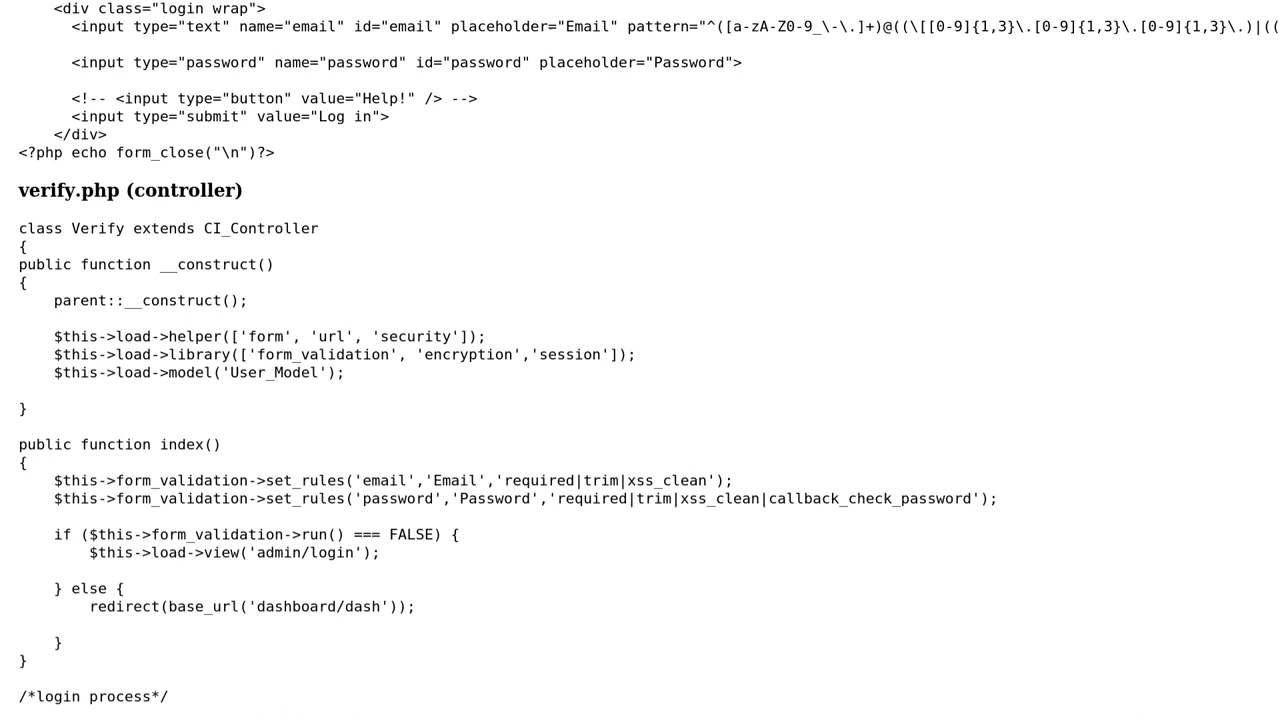 <div class="login wrap">
<input type="text" name="email" id="email" placeholder="Email" pattern="^([a-zA-Z0-9_\-\.]+)@((\[[0-9]{1,3}\.[0-9]{1,3}\.[0-9]{1,3}\.)|((
<input type="password" name="password" id="password" placeholder="Password">
<!-- <input type="button" value="Help!" /> -->
<input type="submit" value="Log in">
</div>
<?php echo form_close("\n")?>
verify.php (controller)
class Verify extends CI_Controller
{
public function __construct()
{
parent::__construct();
$this->load->helper(['form', 'url', 'security']);
$this->load->library(['form_validation', 'encryption','session']);
$this->load->model('User_Model');
}
public function index()
{
$this->form_validation->set_rules('email','Email','required|trim|xss_clean');
$this->form_validation->set_rules('password','Password','required|trim|xss_clean|callback_check_password');
if ($this->form_validation->run() === FALSE) {
$this->load->view('admin/login');
} else {
redirect(base_url('dashboard/dash'));
}
}
/*login process*/